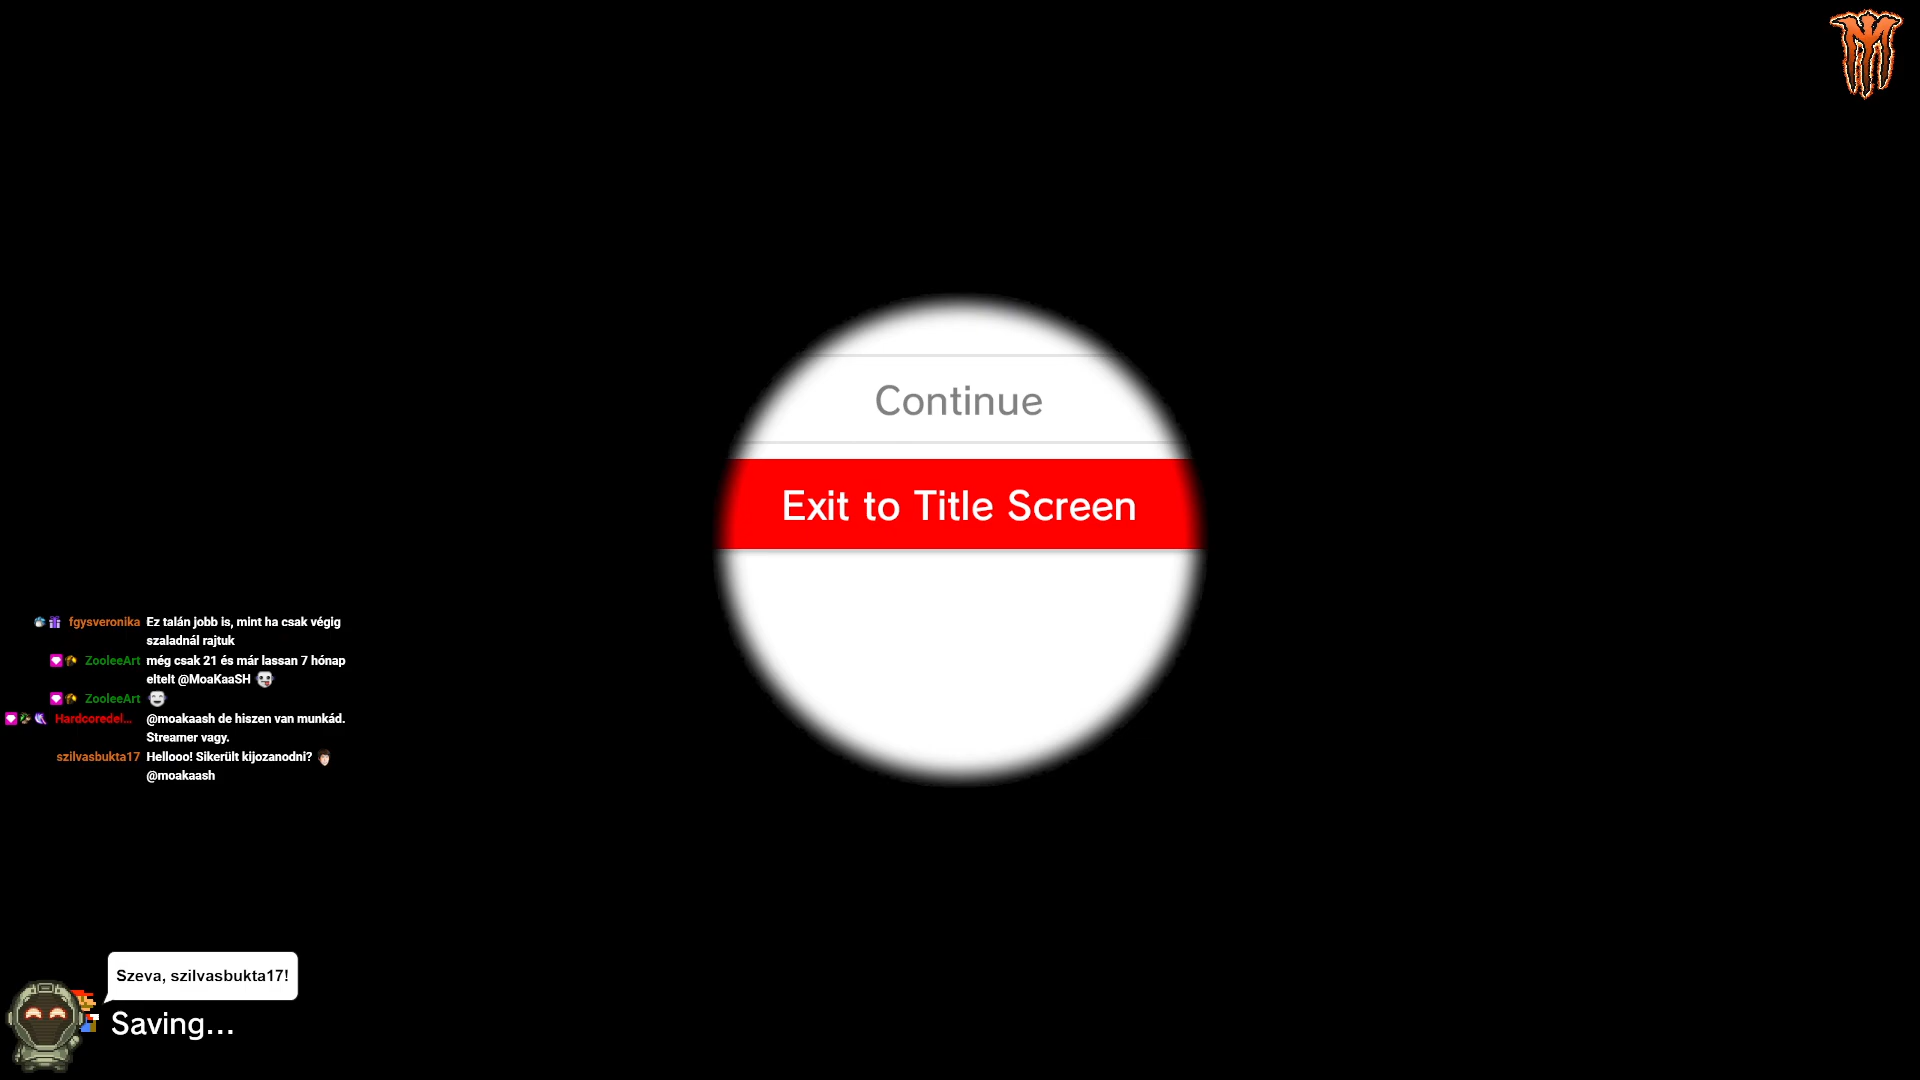 Continue
Exit to Title Screen
fgysveronika Ez talán jobb is, mint ha csak végig
szaladnál rajtuk
ZooleeArt még csak 21 és már lassan 7 hónap
eltelt @MoaKaaSH
ZooleeArt
Hardcoredel... @moakaash de hiszen van munkád.
Streamer vagy.
szilvasbukta17 Hellooo! Sikerült kijozanodni?
@moakaash
Szeva, szilvasbukta17!
Saving...